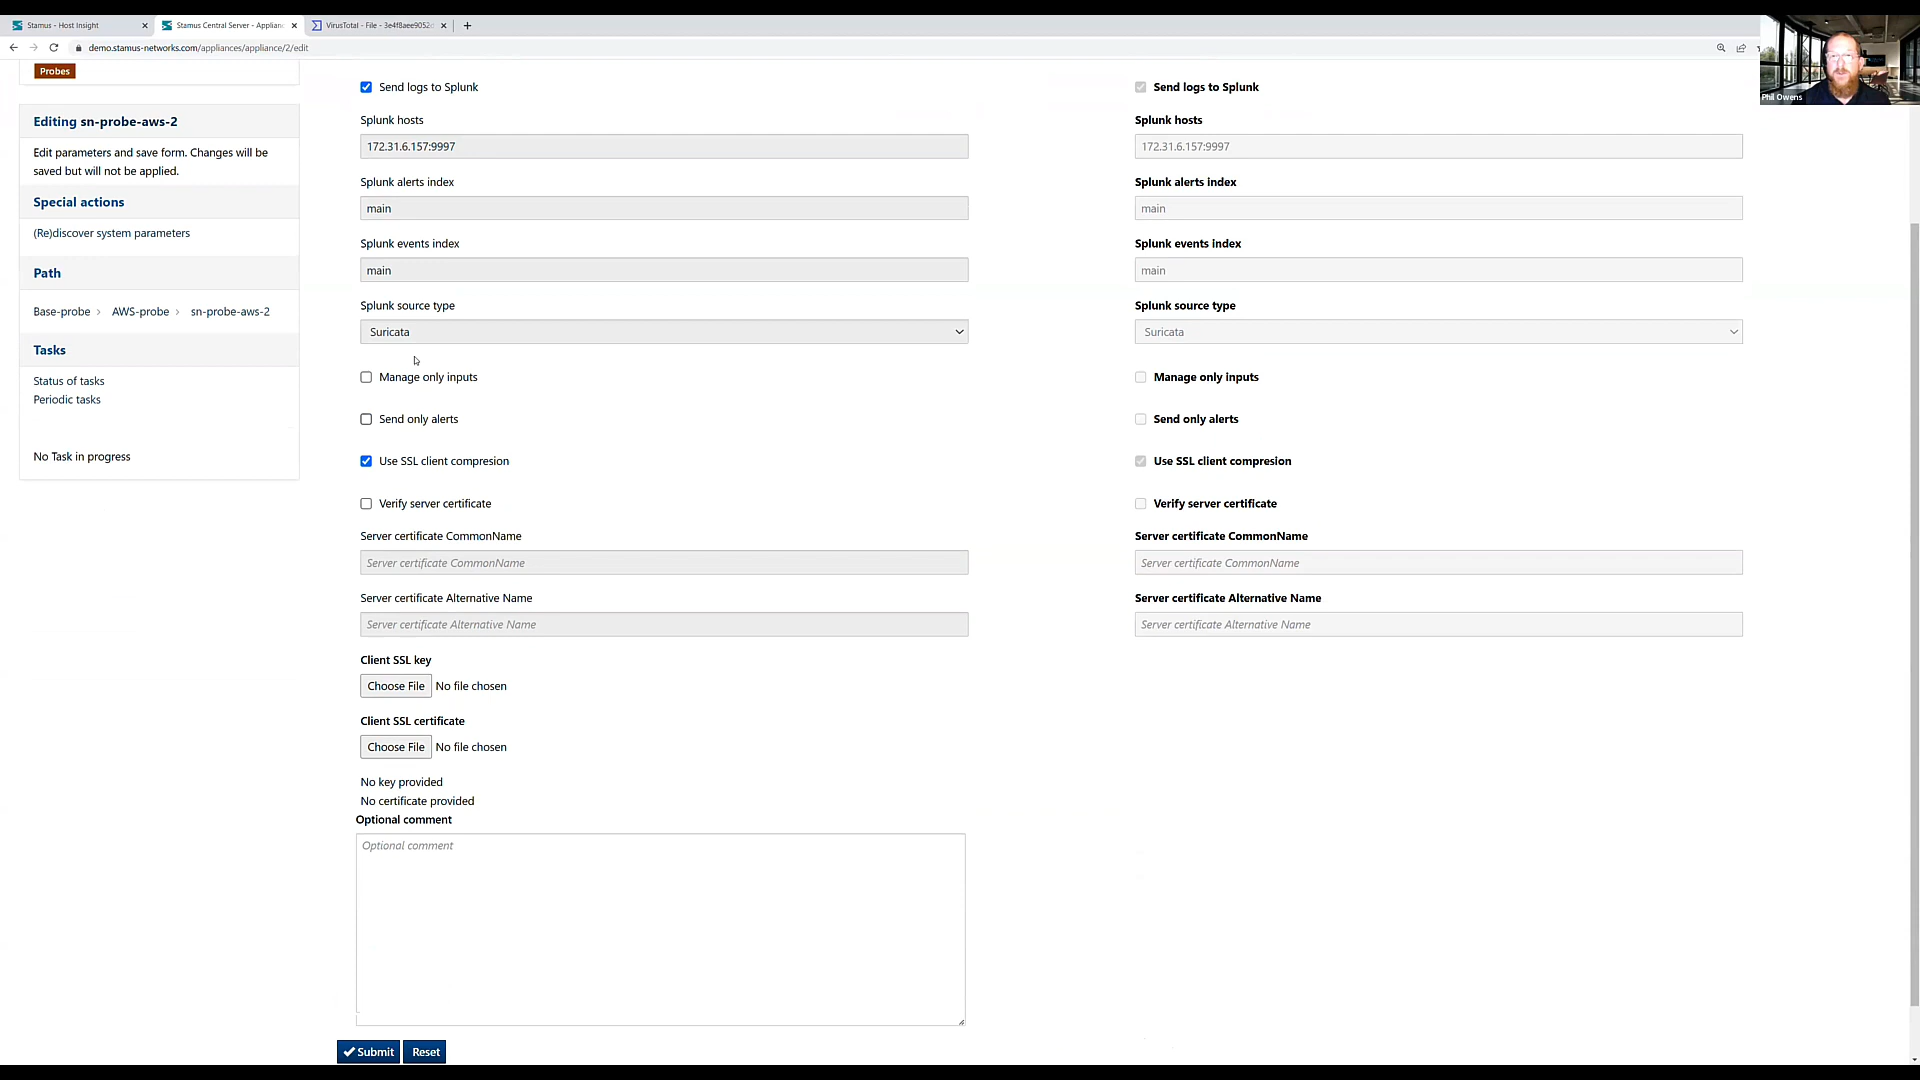 Stamus - Host Insight
Stamus Central Server - Applian
VirusTotal - File - 3e4f8aee9052
demo.stamus-networks.com/appliances/appliance/2/edit
Phil Owens
Probes
Editing sn-probe-aws-2
Edit parameters and save form. Changes will be
saved but will not be applied.
Special actions
(Re)discover system parameters
Path
Base-probe > AWS-probe > sn-probe-aws-2
Tasks
Status of tasks
Periodic tasks
No Task in progress
Send logs to Splunk
Splunk hosts
172.31.6.157:9997
Splunk alerts index
main
Splunk events index
main
Splunk source type
Suricata
Manage only inputs
Send only alerts
Use SSL client compresion
Verify server certificate
Server certificate CommonName
Server certificate CommonName
Server certificate Alternative Name
Server certificate Alternative Name
Client SSL key
Choose File No file chosen
Client SSL certificate
Choose File No file chosen
No key provided
No certificate provided
Optional comment
Optional comment
Submit
Reset
Send logs to Splunk
Splunk hosts
172.31.6.157:9997
Splunk alerts index
main
Splunk events index
main
Splunk source type
Suricata
Manage only inputs
Send only alerts
Use SSL client compresion
Verify server certificate
Server certificate CommonName
Server certificate CommonName
Server certificate Alternative Name
Server certificate Alternative Name